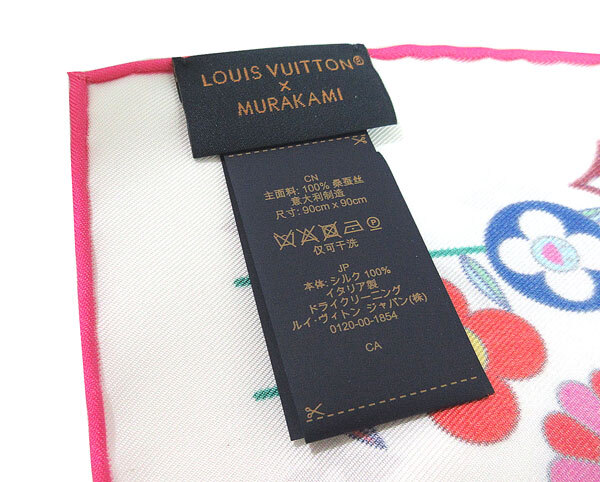 LOUIS VUITTON®
X
MURAKAMI
CN
主面料: 100% 桑蚕丝
意大利制造
尺寸: 90cm x 90cm
P
仅可干洗
JP
本体: シルク 100%
イタリア製
ドライクリーニング
ルイ・ヴィトン ジャパン(株)
0120-00-1854
CA